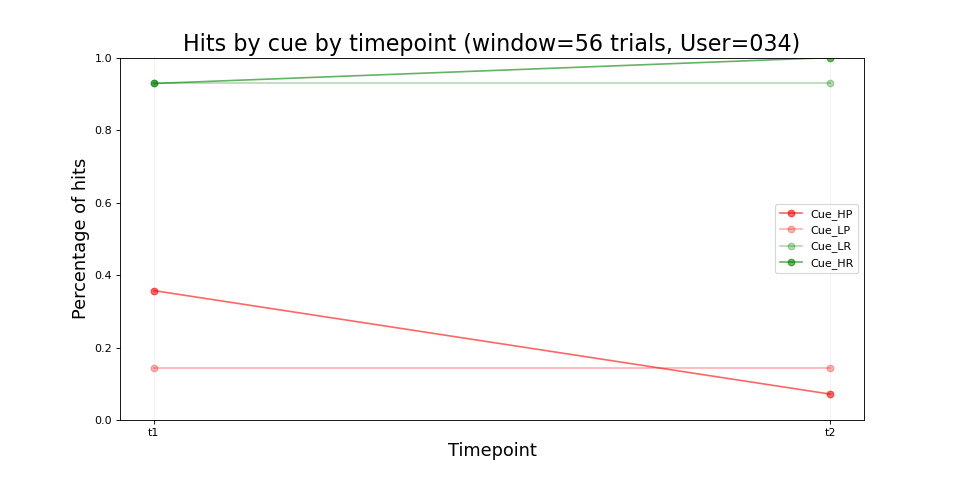 Hits by cue by timepoint (window=56 trials, User=034)
1.0
0.8
0.6
0.4
0.2
0.0
Percentage of hits
Cue_HP
Cue_LP
Cue_LR
Cue_HR
t1
t2
Timepoint